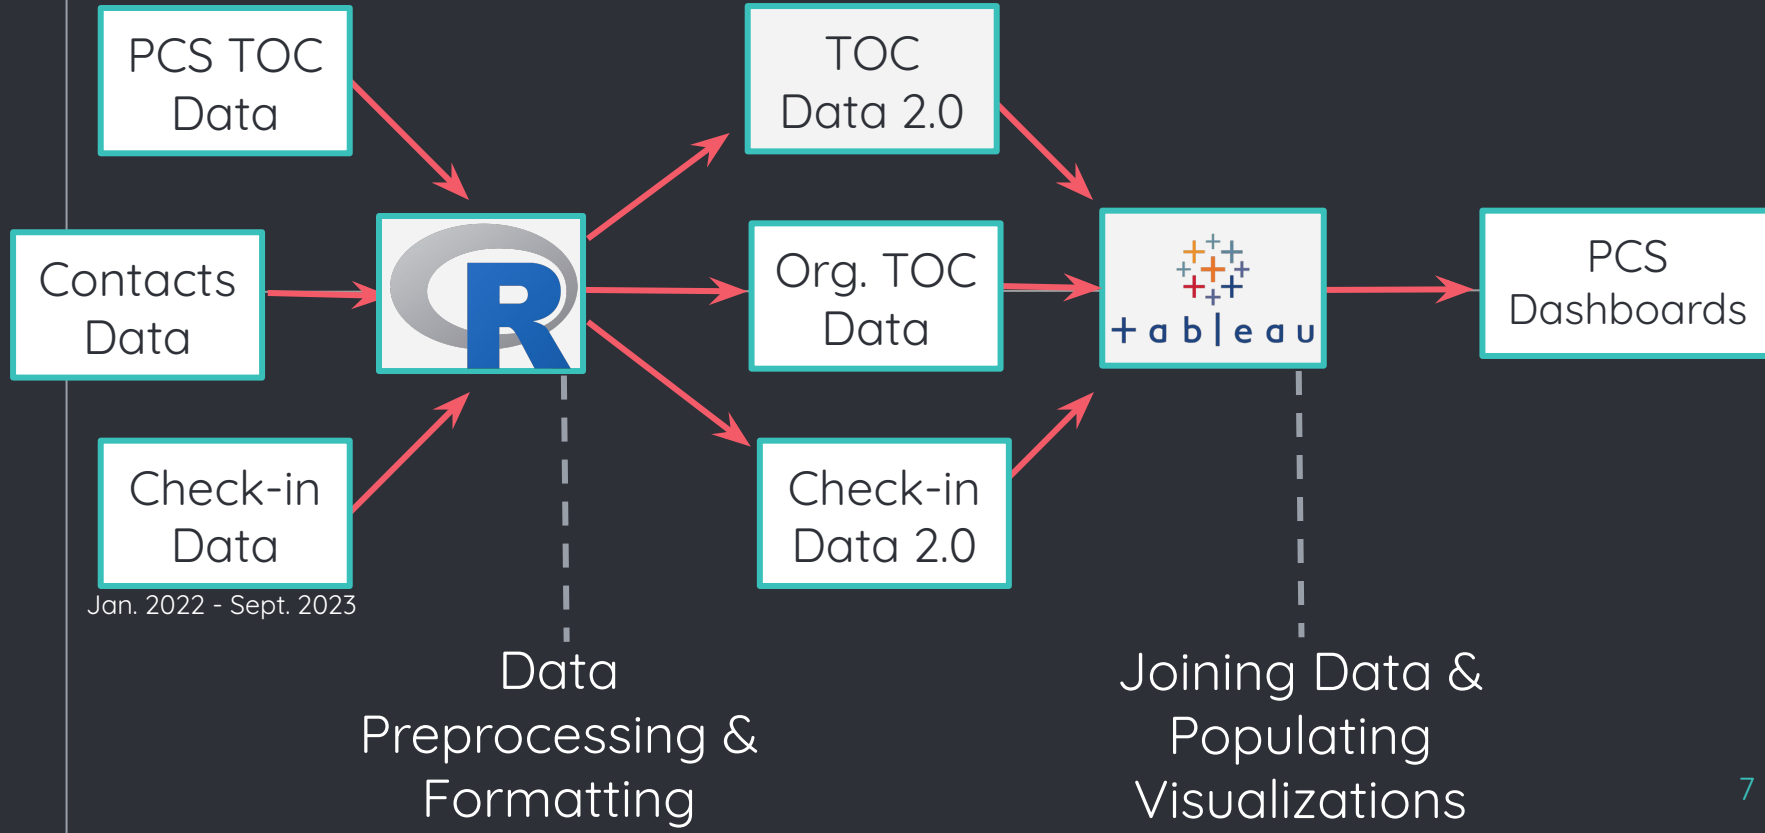 PCS TOC
Data
Contacts
Data
Check-in
Data
Jan. 2022 - Sept. 2023
R
Data
Preprocessing &
Formatting
TOC
Data 2.0
Org. TOC
Data
Check-in
Data 2.0
+ableau
Joining Data &
Populating
Visualizations
PCS
Dashboards
7